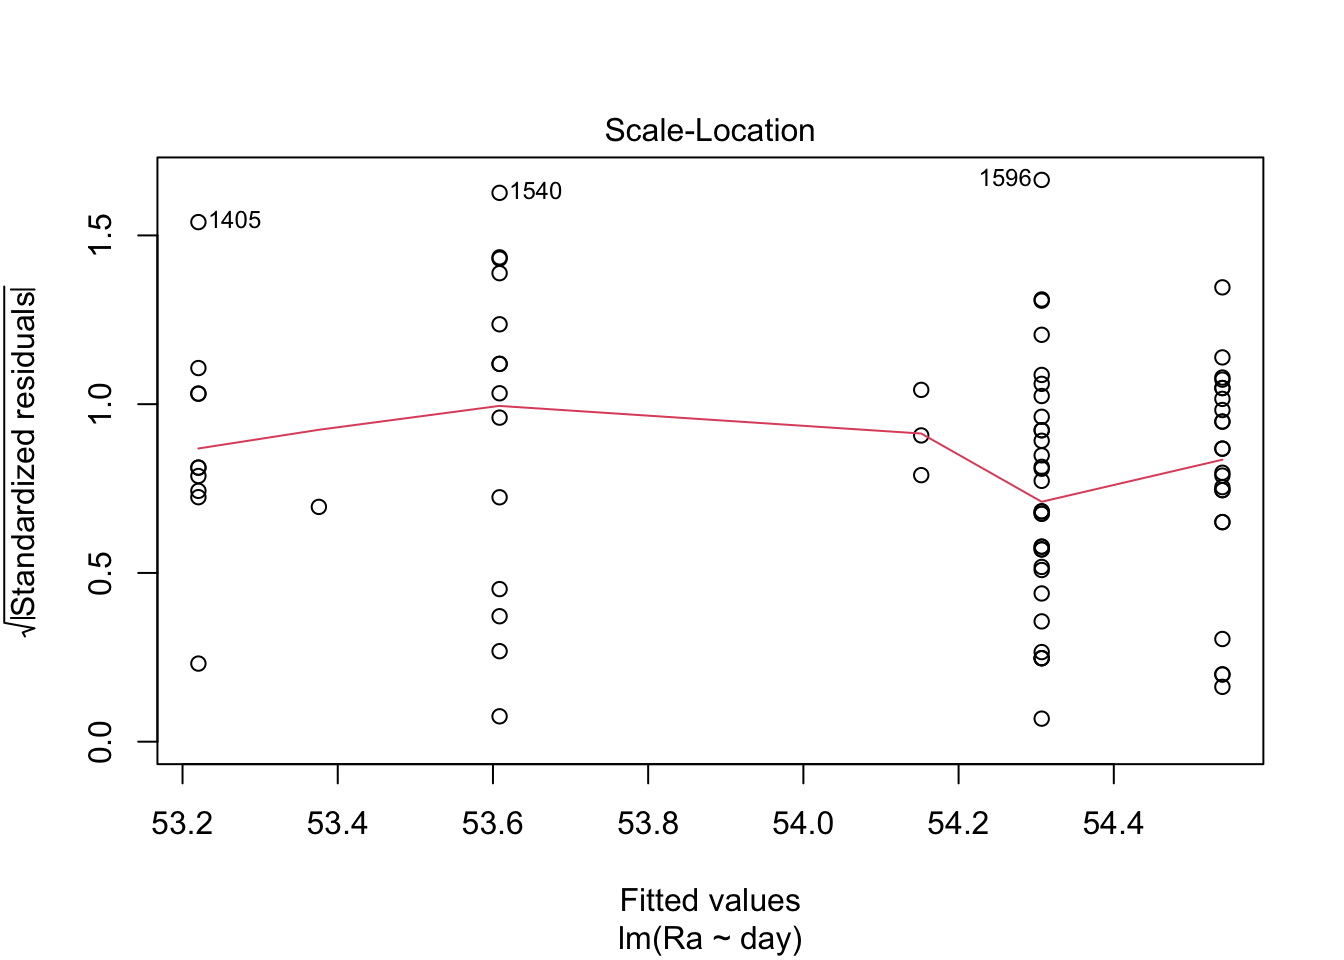 Scale-Location
1596
1540
1405
√|Standardized residuals|
1.5
1.0
0.5
0.0
53.2 53.4 53.6 53.8 54.0 54.2 54.4
Fitted values
lm(Ra ~ day)